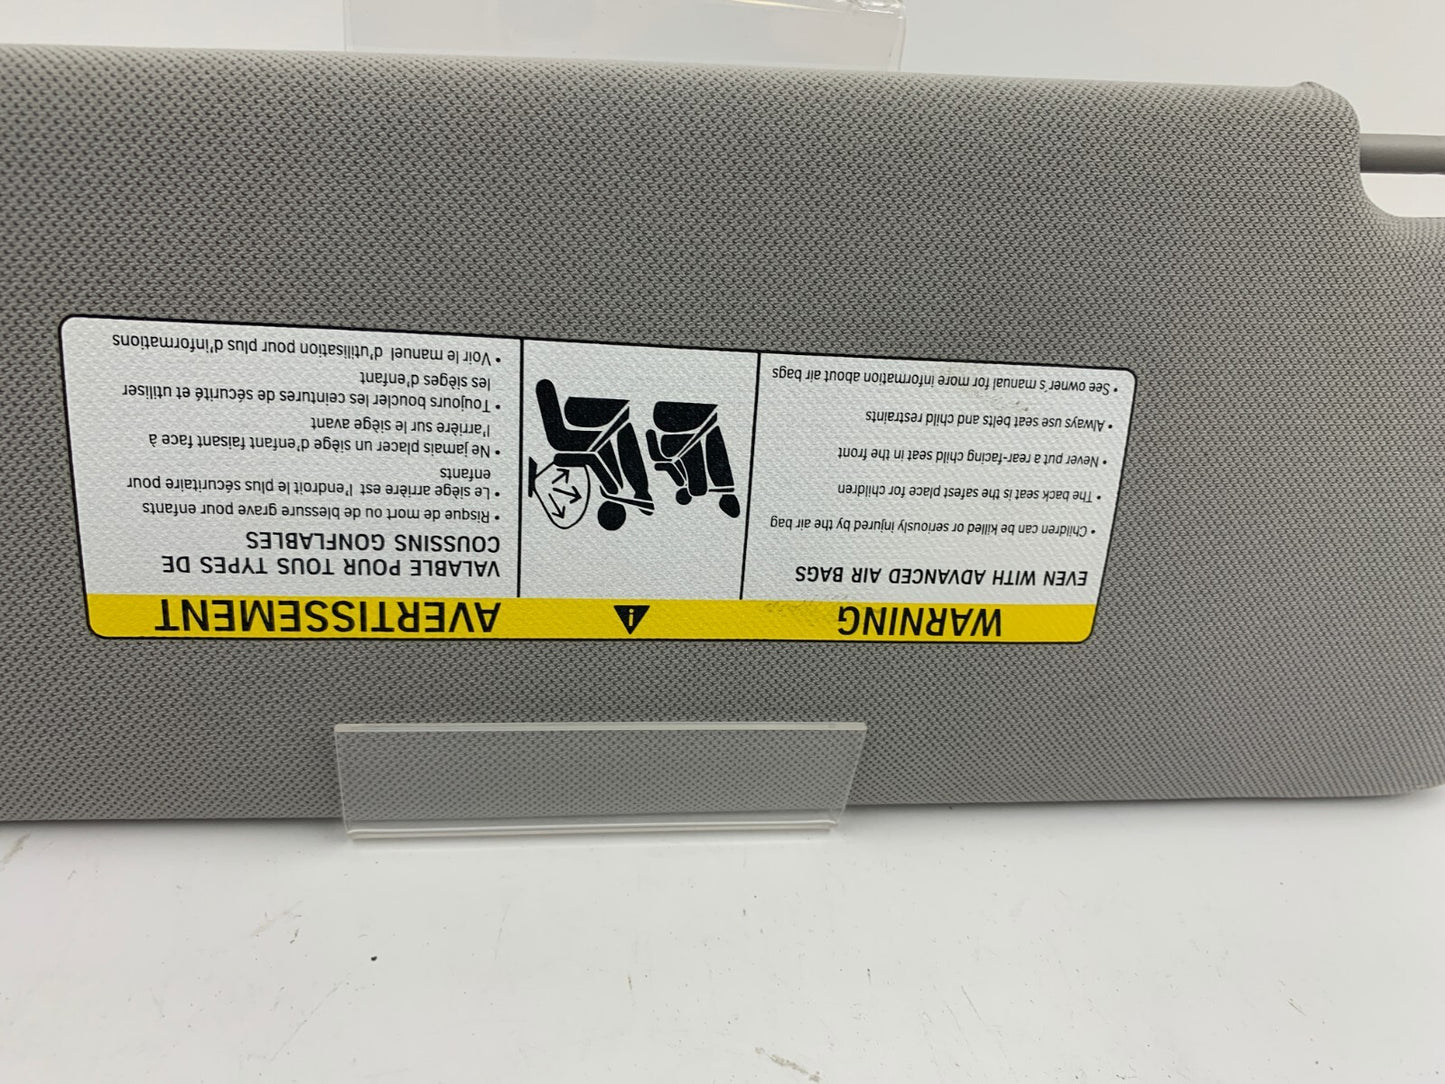 WARNING
EVEN WITH ADVANCED AIR BAGS
• Children can be killed or seriously injured by the air bag
• The back seat is the safest place for children
• Never put a rear-facing child seat in the front
• Always use seat belts and child restraints
• See owner's manual for more information about air bags
AVERTISSEMENT
VALABLE POUR TOUS TYPES DE
COUSSINS GONFLABLES
• Risque de mort ou de blessure grave pour enfants
• Le siège arrière est l'endroit le plus sécuritaire pour
enfants
• Ne jamais placer un siège d'enfant faisant face à
l'arrière sur le siège avant
• Toujours boucler les ceintures de sécurité et utiliser
les sièges d'enfant
• Voir le manuel d'utilisation pour plus d'informations